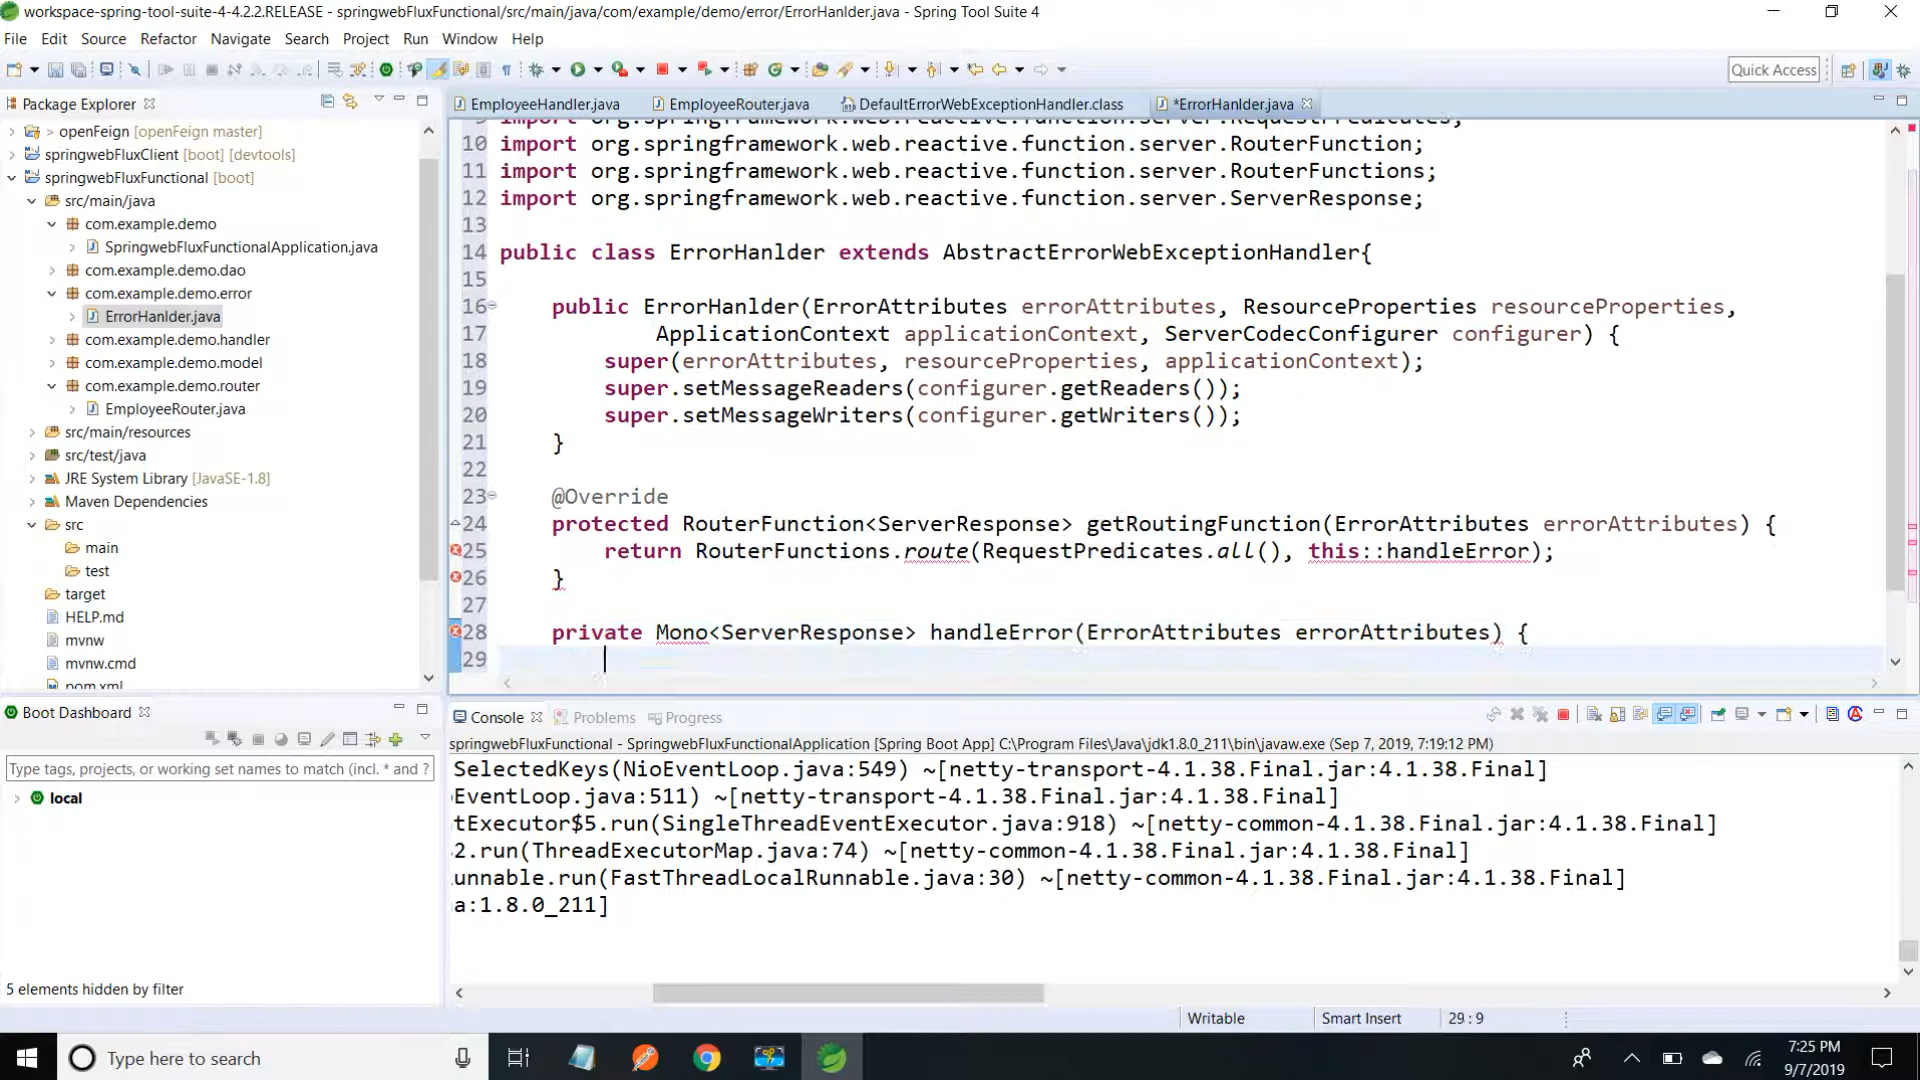 workspace-spring-tool-suite-4-4.2.2.RELEASE - springwebFluxFunctional/src/main/java/com/example/demo/error/ErrorHanlder.java - Spring Tool Suite 4
File Edit Source Refactor Navigate Search Project Run Window Help
Quick Access
Package Explorer
> openFeign [openFeign master]
springwebFluxClient [boot] [devtools]
springwebFluxFunctional [boot]
src/main/java
com.example.demo
SpringwebFluxFunctionalApplication.java
com.example.demo.dao
com.example.demo.error
ErrorHanlder.java
com.example.demo.handler
com.example.demo.model
com.example.demo.router
EmployeeRouter.java
src/main/resources
src/test/java
JRE System Library [JavaSE-1.8]
Maven Dependencies
src
main
test
target
HELP.md
mvnw
mvnw.cmd
pom.xml
EmployeeHandler.java EmployeeRouter.java DefaultErrorWebExceptionHandler.class *ErrorHanlder.java
9 import org.springframework.web.reactive.function.server.RequestPredicates;
10 import org.springframework.web.reactive.function.server.RouterFunction;
11 import org.springframework.web.reactive.function.server.RouterFunctions;
12 import org.springframework.web.reactive.function.server.ServerResponse;
13
14 public class ErrorHanlder extends AbstractErrorWebExceptionHandler{
15
16 public ErrorHanlder(ErrorAttributes errorAttributes, ResourceProperties resourceProperties,
17 ApplicationContext applicationContext, ServerCodecConfigurer configurer) {
18 super(errorAttributes, resourceProperties, applicationContext);
19 super.setMessageReaders(configurer.getReaders());
20 super.setMessageWriters(configurer.getWriters());
21 }
22
23 @Override
24 protected RouterFunction<ServerResponse> getRoutingFunction(ErrorAttributes errorAttributes) {
25 return RouterFunctions.route(RequestPredicates.all(), this::handleError);
26 }
27
28 private Mono<ServerResponse> handleError(ErrorAttributes errorAttributes) {
29
Boot Dashboard
Type tags, projects, or working set names to match (incl. * and ?
local
5 elements hidden by filter
Console Problems Progress
springwebFluxFunctional - SpringwebFluxFunctionalApplication [Spring Boot App] C:\Program Files\Java\jdk1.8.0_211\bin\javaw.exe (Sep 7, 2019, 7:19:12 PM)
SelectedKeys(NioEventLoop.java:549) ~[netty-transport-4.1.38.Final.jar:4.1.38.Final]
EventLoop.java:511) ~[netty-transport-4.1.38.Final.jar:4.1.38.Final]
tExecutor$5.run(SingleThreadEventExecutor.java:918) ~[netty-common-4.1.38.Final.jar:4.1.38.Final]
2.run(ThreadExecutorMap.java:74) ~[netty-common-4.1.38.Final.jar:4.1.38.Final]
unnable.run(FastThreadLocalRunnable.java:30) ~[netty-common-4.1.38.Final.jar:4.1.38.Final]
a:1.8.0_211]
Writable Smart Insert 29 : 9
Type here to search
7:25 PM
9/7/2019